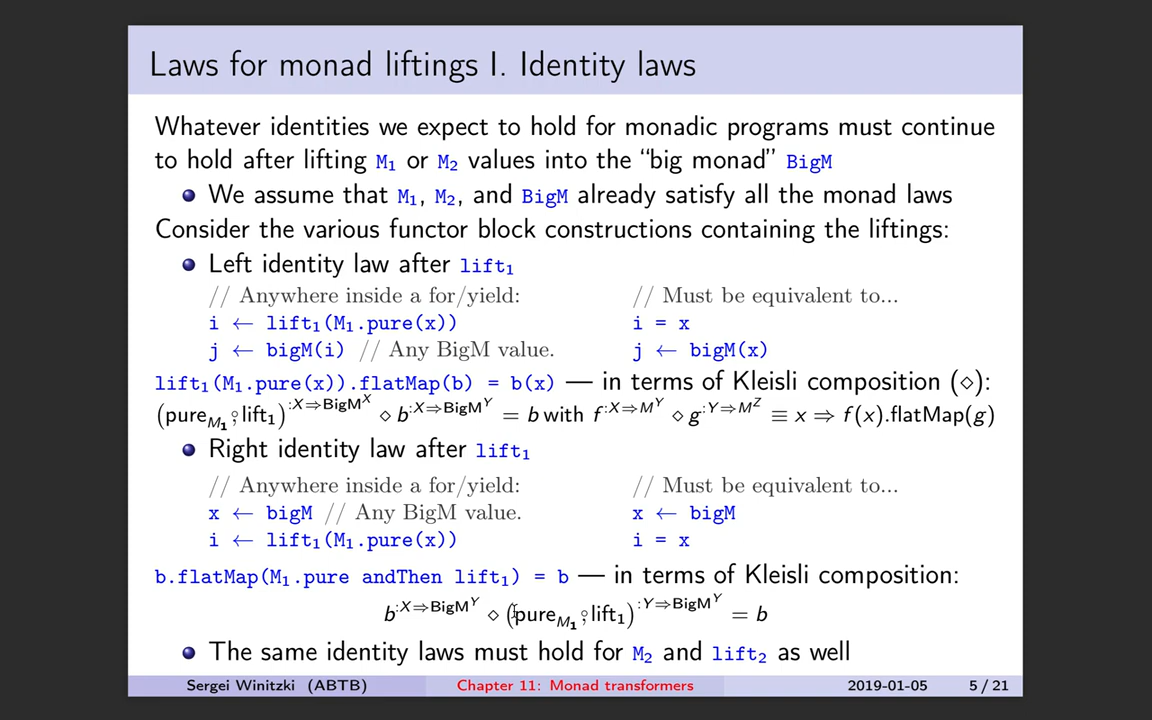 Laws for monad liftings I. Identity laws
Whatever identities we expect to hold for monadic programs must continue
to hold after lifting M₁ or M₂ values into the “big monad” BigM
We assume that M₁, M₂, and BigM already satisfy all the monad laws
Consider the various functor block constructions containing the liftings:
Left identity law after lift₁
// Anywhere inside a for/yield: // Must be equivalent to...
i ← lift₁(M₁.pure(x)) i = x
j ← bigM(i) // Any BigM value. j ← bigM(x)
lift₁(M₁.pure(x)).flatMap(b) = b(x) — in terms of Kleisli composition (⋄):
(pure_M₁ ⨟ lift₁)^{:X⇒BigM^X} ⋄ b^{:X⇒BigM^Y} = b with f^{:X⇒M^Y} ⋄ g^{:Y⇒M^Z} ≡ x ⇒ f(x).flatMap(g)
Right identity law after lift₁
// Anywhere inside a for/yield: // Must be equivalent to...
x ← bigM // Any BigM value. x ← bigM
i ← lift₁(M₁.pure(x)) i = x
b.flatMap(M₁.pure andThen lift₁) = b — in terms of Kleisli composition:
b^{:X⇒BigM^Y} ⋄ (pure_M₁ ⨟ lift₁)^{:Y⇒BigM^Y} = b
The same identity laws must hold for M₂ and lift₂ as well
Sergei Winitzki (ABTB) Chapter 11: Monad transformers 2019-01-05 5 / 21